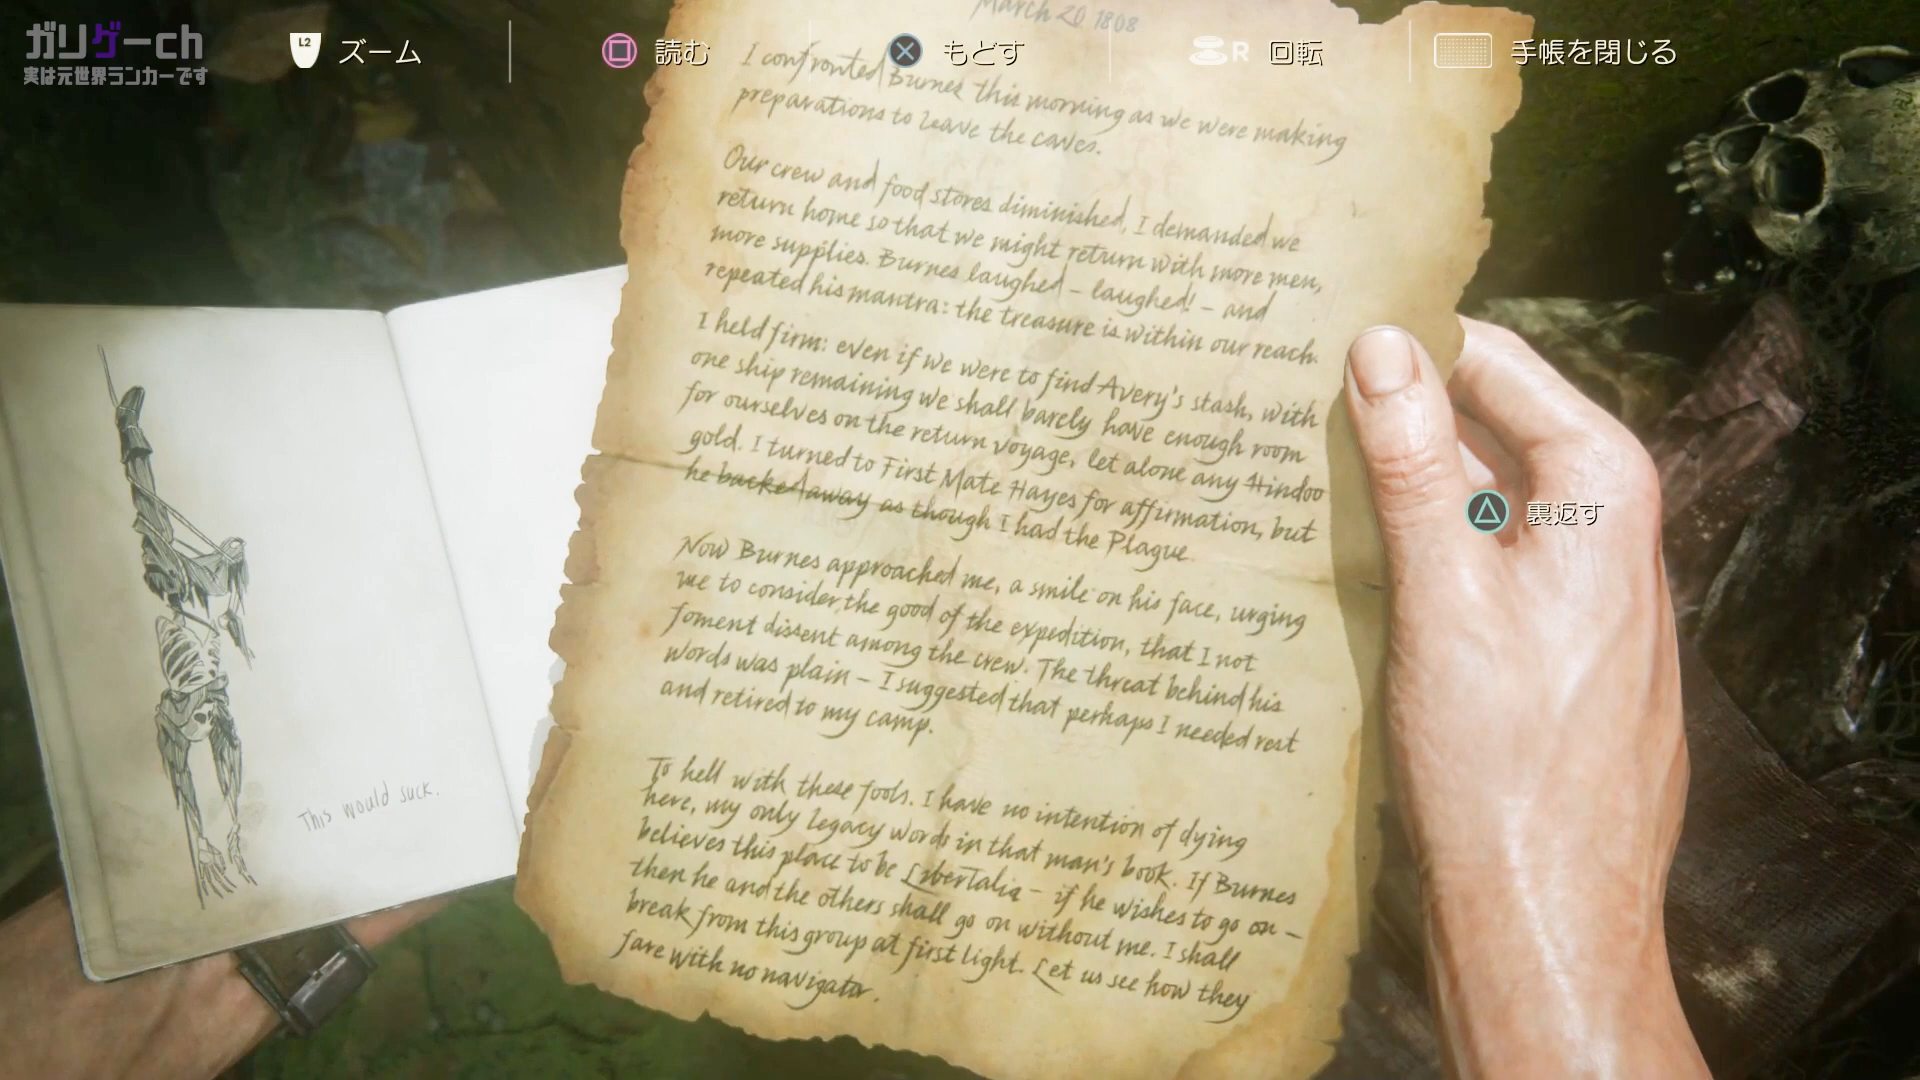 ガリゲーch
実は元世界ランカーです
L2 ズーム
読む
もどす
R 回転
手帳を閉じる
March 20 1808
I confronted Burnes this morning as we were making
preparations to leave the caves.
Our crew and food stores diminished, I demanded we
return home so that we might return with more men,
more supplies. Burnes laughed – laughed! – and
repeated his mantra: the treasure is within our reach.
I held firm: even if we were to find Avery's stash, with
one ship remaining we shall barely have enough room
for ourselves on the return voyage, let alone any Hindoo
gold. I turned to First Mate Hayes for affirmation, but
he backed away as though I had the Plague.
Now Burnes approached me, a smile on his face, urging
me to consider the good of the expedition, that I not
foment dissent among the crew. The threat behind his
words was plain – I suggested that perhaps I needed rest
and retired to my camp.
To hell with these fools. I have no intention of dying
here, my only legacy words in that man's book. If Burnes
believes this place to be Libertalia – if he wishes to go on –
then he and the others shall go on without me. I shall
break from this group at first light. Let us see how they
fare with no navigator.
This would suck.
裏返す